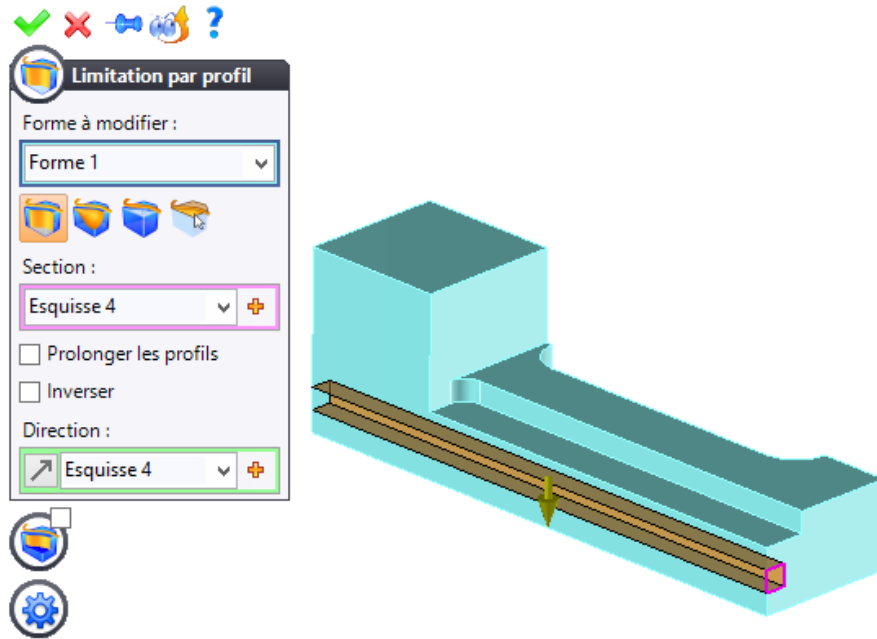 ?
Limitation par profil
Forme à modifier :
Forme 1
Section :
Esquisse 4
Prolonger les profils
Inverser
Direction :
Esquisse 4